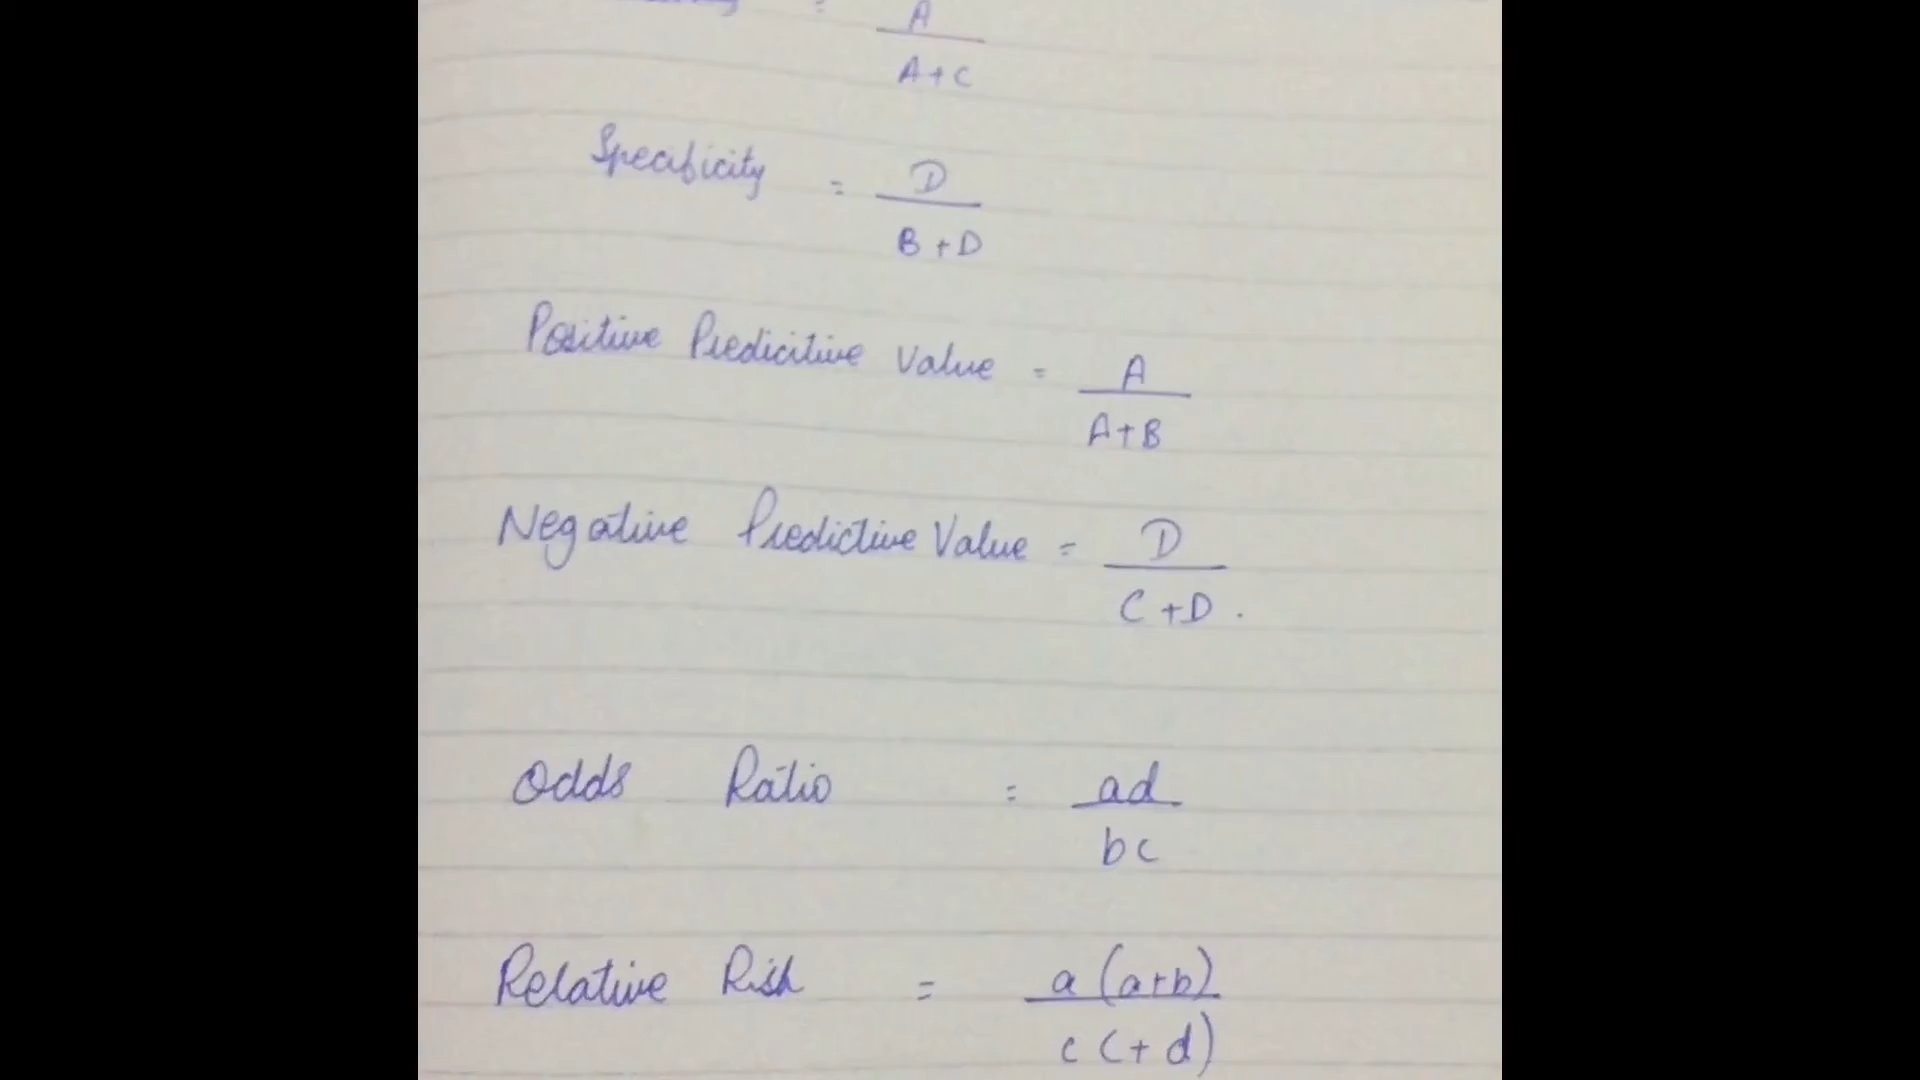 = A
A+C
Specificity = D
B+D
Positive Predicitive Value = A
A+B
Negative Predictive Value = D
C+D.
Odds Ratio = ad
bc
Relative Risk = a (a+b)
c (+ d)